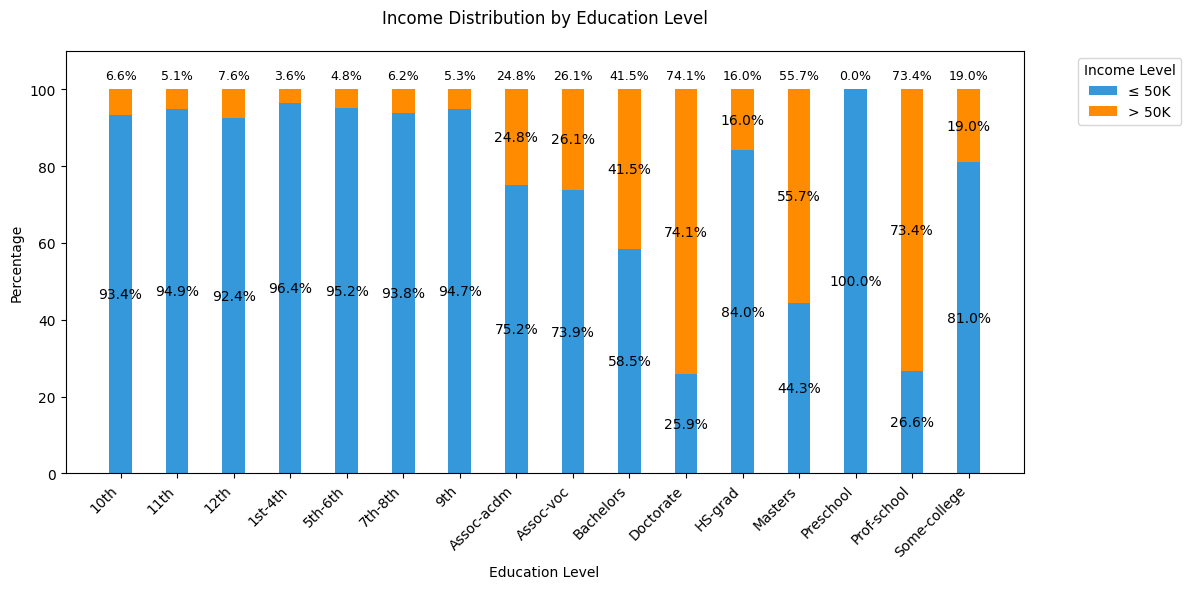 Income Distribution by Education Level
6.6% 5.1% 7.6% 3.6% 4.8% 6.2% 5.3% 24.8% 26.1% 41.5% 74.1% 16.0% 55.7% 0.0% 73.4% 19.0%
Income Level
≤ 50K
> 50K
24.8% 26.1% 41.5% 74.1% 16.0% 55.7% 73.4% 19.0%
93.4% 94.9% 92.4% 96.4% 95.2% 93.8% 94.7% 75.2% 73.9% 58.5% 25.9% 84.0% 44.3% 100.0% 26.6% 81.0%
100
80
60
40
20
0
Percentage
10th 11th 12th 1st-4th 5th-6th 7th-8th 9th Assoc-acdm Assoc-voc Bachelors Doctorate HS-grad Masters Preschool Prof-school Some-college
Education Level